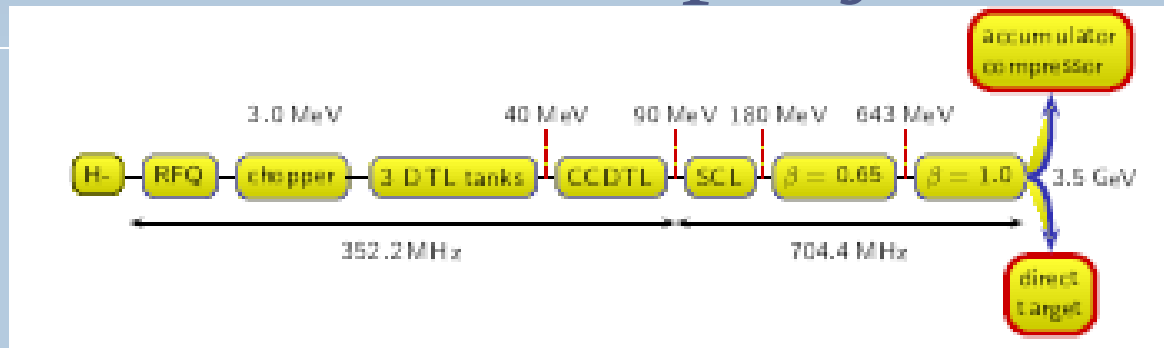 accumulator
compressor
3.0 MeV
40 MeV
90 MeV
180 MeV
643 MeV
H-
RFQ
chopper
3 DTL tanks
CCDTL
SCL
β = 0.65
β = 1.0
3.5 GeV
352.2 MHz
704.4 MHz
direct
target